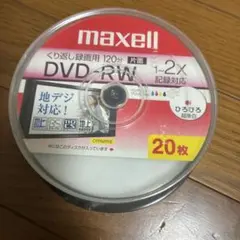 maxell
くり返し録画用 120分 片面
DVD-RW
1-2X
記録対応
地デジ
対応!
ひろびろ
20枚